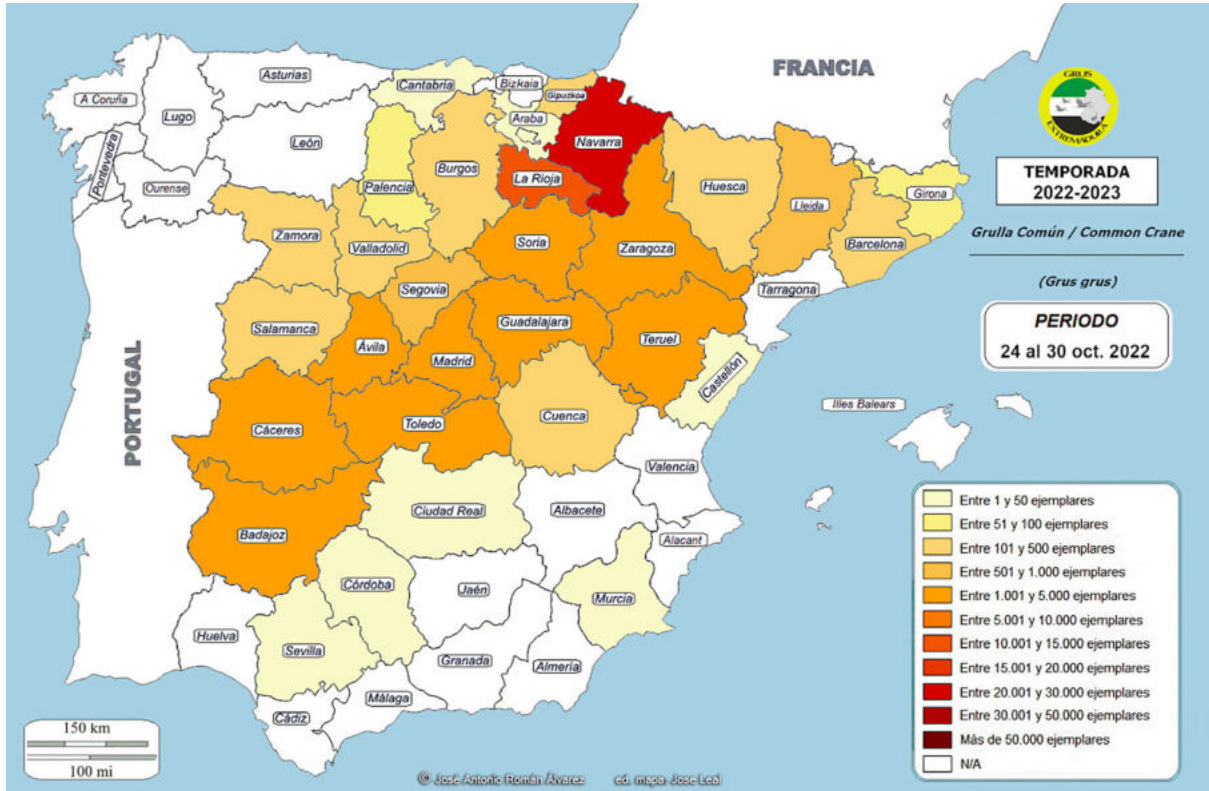 FRANCIA
GRUS
EXTREMADURA
TEMPORADA
2022-2023
Grulla Común / Common Crane
(Grus grus)
PERIODO
24 al 30 oct. 2022
A Coruña
Lugo
Asturias
Cantabria
Bizkaia
Gipuzkoa
Araba
Navarra
Pontevedra
Ourense
León
Palencia
Burgos
La Rioja
Huesca
Lleida
Girona
Zamora
Valladolid
Soria
Zaragoza
Barcelona
Segovia
Tarragona
Salamanca
Ávila
Madrid
Guadalajara
Teruel
Castellón
PORTUGAL
Cáceres
Toledo
Cuenca
Illes Balears
Valencia
Badajoz
Ciudad Real
Albacete
Alacant
Córdoba
Jaén
Murcia
Huelva
Sevilla
Granada
Almería
Málaga
Cádiz
Entre 1 y 50 ejemplares
Entre 51 y 100 ejemplares
Entre 101 y 500 ejemplares
Entre 501 y 1.000 ejemplares
Entre 1.001 y 5.000 ejemplares
Entre 5.001 y 10.000 ejemplares
Entre 10.001 y 15.000 ejemplares
Entre 15.001 y 20.000 ejemplares
Entre 20.001 y 30.000 ejemplares
Entre 30.001 y 50.000 ejemplares
Más de 50.000 ejemplares
N/A
150 km
100 mi
@ José Antonio Román Álvarez ed. mapa: Jose Leal